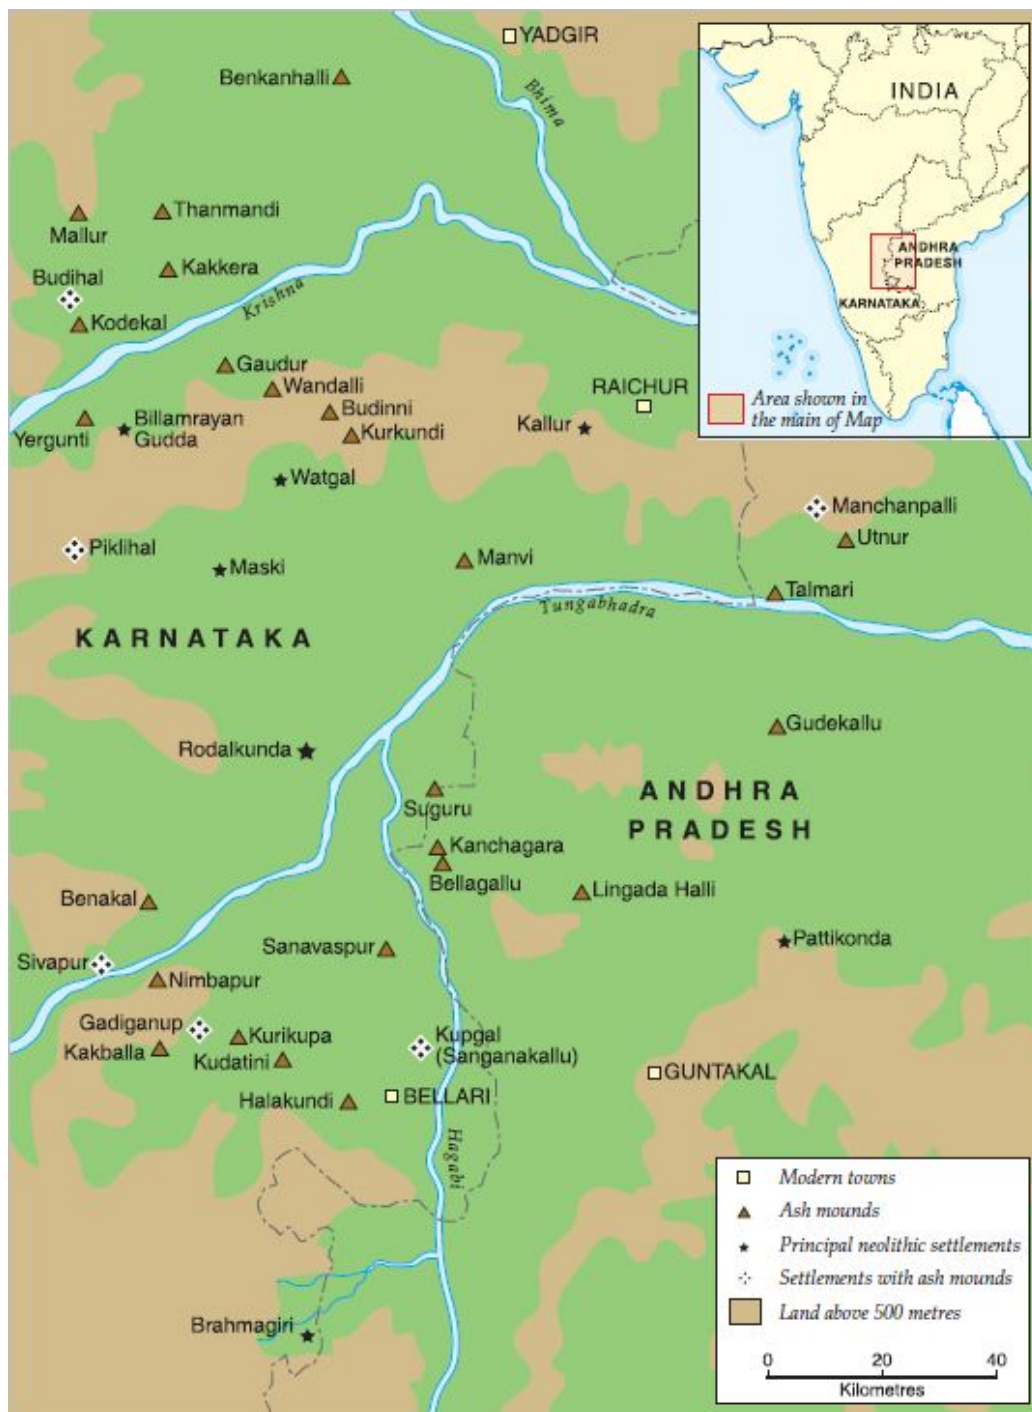 YADGIR
Benkanhalli
Bhima
INDIA
Thanmandi
Mallur
Kakkera
Budihal
Krishna
Kodekal
ANDHRA
PRADESH
KARNATAKA
Gaudur
Wandalli
RAICHUR
Area shown in
the main of Map
Budinni
Billamrayan
Gudda
Yergunti
Kurkundi
Kallur
Watgal
Manchanpalli
Utnur
Piklihal
Maski
Manvi
Talmari
Tungabhadra
KARNATAKA
Gudekallu
Rodalkunda
Suguru
ANDHRA
PRADESH
Kanchagara
Bellagallu
Lingada Halli
Benakal
Sanavaspur
Pattikonda
Sivapur
Nimbapur
Gadiganup
Kurikupa
Kakballa
Kudatini
Kupgal
(Sanganakallu)
GUNTAKAL
Halakundi
BELLARI
Hagabi
Modern towns
Ash mounds
Principal neolithic settlements
Settlements with ash mounds
Land above 500 metres
Brahmagiri
0 20 40
Kilometres